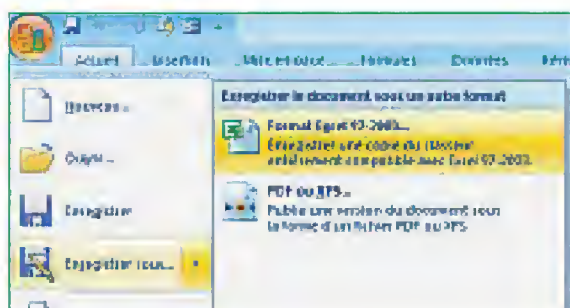 Accueil Insertion Mise en page Formules Données
Enregistrer le document sous un autre format
Nouveau...
Format Excel 97-2003...
Enregistrer une copie du classeur
entièrement compatible avec Excel 97-2003.
Ouvrir...
PDF ou XPS...
Publie une version du document sous
la forme d'un fichier PDF ou XPS
Enregistrer
Enregistrer sous...